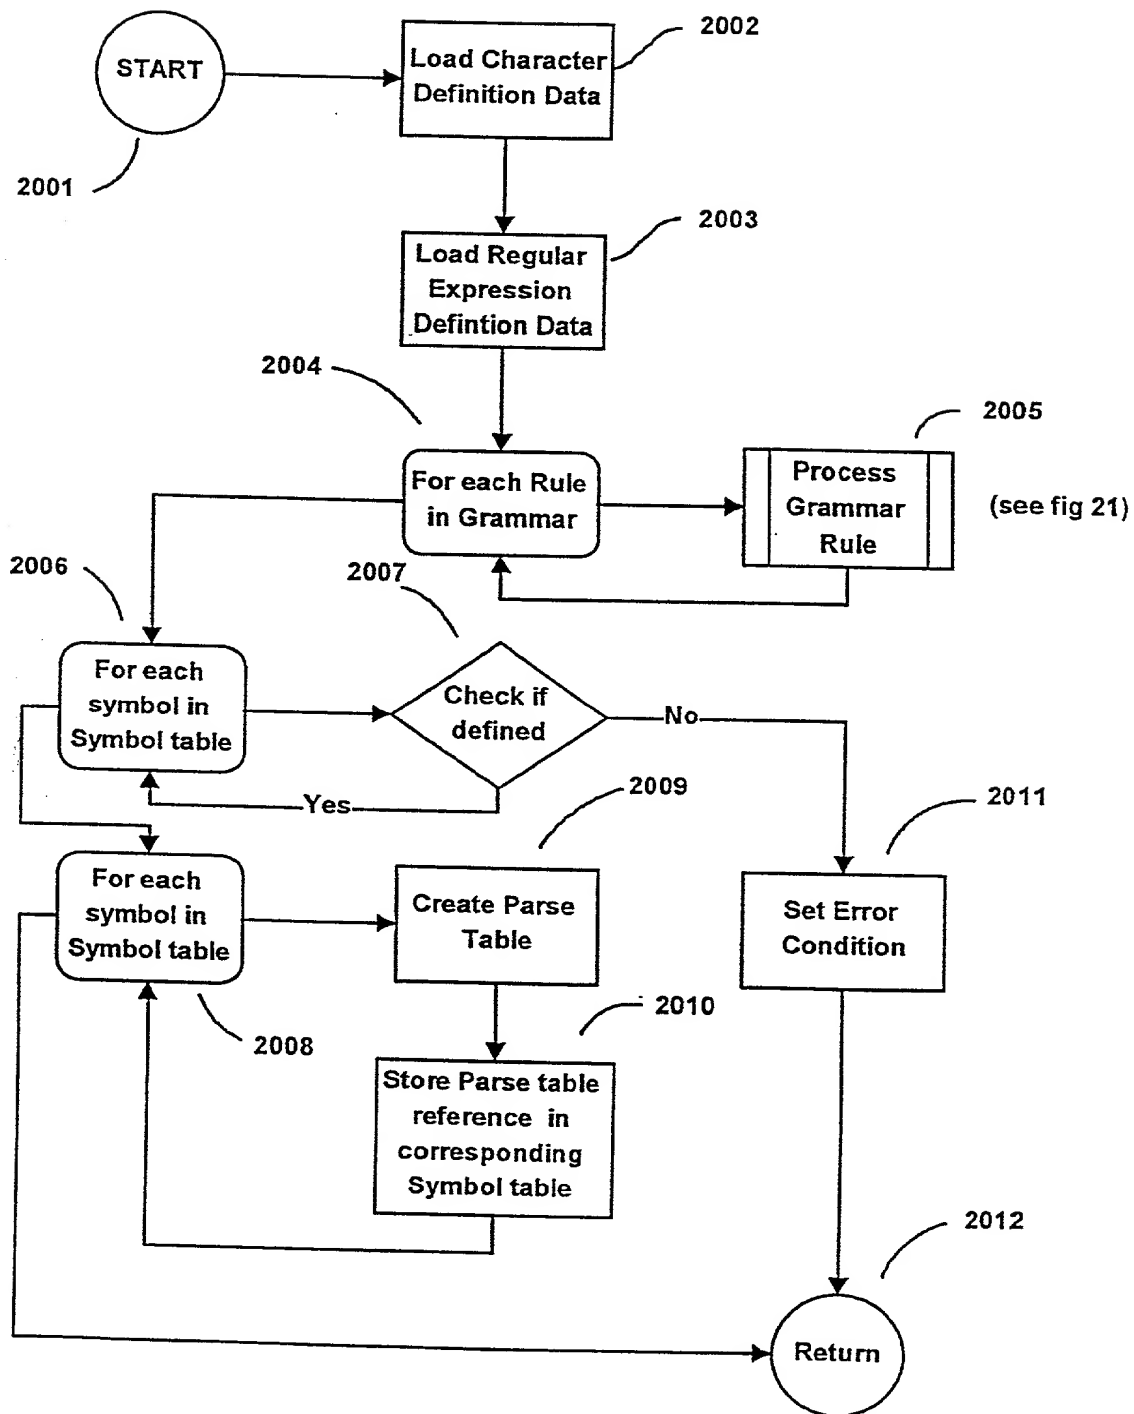 2002
START
Load Character
Definition Data
2001
2003
Load Regular
Expression
Defintion Data
2004
2005
For each Rule
in Grammar
Process
Grammar
Rule
(see fig 21)
2006
2007
For each
symbol in
Symbol table
Check if
defined
No
Yes
2009
2011
For each
symbol in
Symbol table
Create Parse
Table
Set Error
Condition
2008
2010
Store Parse table
reference in
corresponding
Symbol table
2012
Return